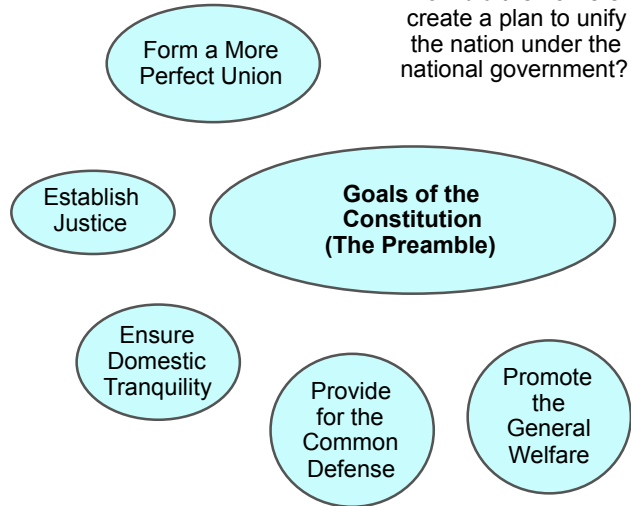 create a plan to unify
the nation under the
national government?
Form a More
Perfect Union
Establish
Justice
Goals of the
Constitution
(The Preamble)
Ensure
Domestic
Tranquility
Provide
for the
Common
Defense
Promote
the
General
Welfare